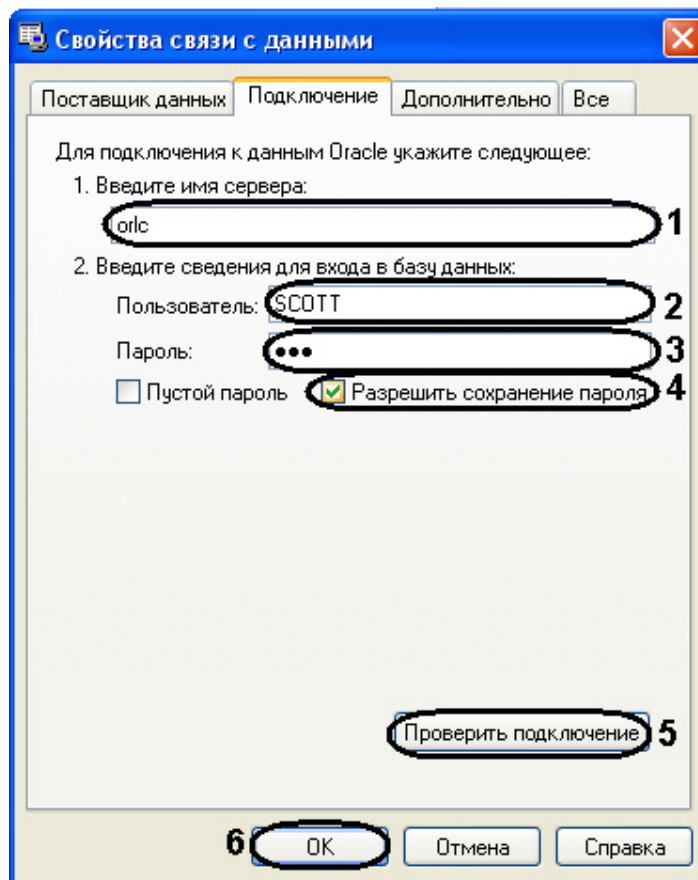 Свойства связи с данными
Поставщик данных Подключение Дополнительно Все
Для подключения к данным Oracle укажите следующее:
1. Введите имя сервера:
orlc 1
2. Введите сведения для входа в базу данных:
Пользователь: SCOTT 2
Пароль: ●●● 3
Пустой пароль Разрешить сохранение пароля 4
Проверить подключение 5
6 OK Отмена Справка